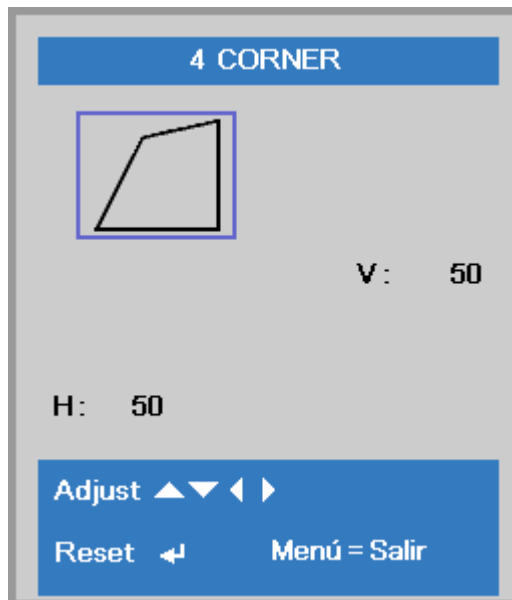 4 CORNER
V: 50
H: 50
Adjust
Reset Menú = Salir